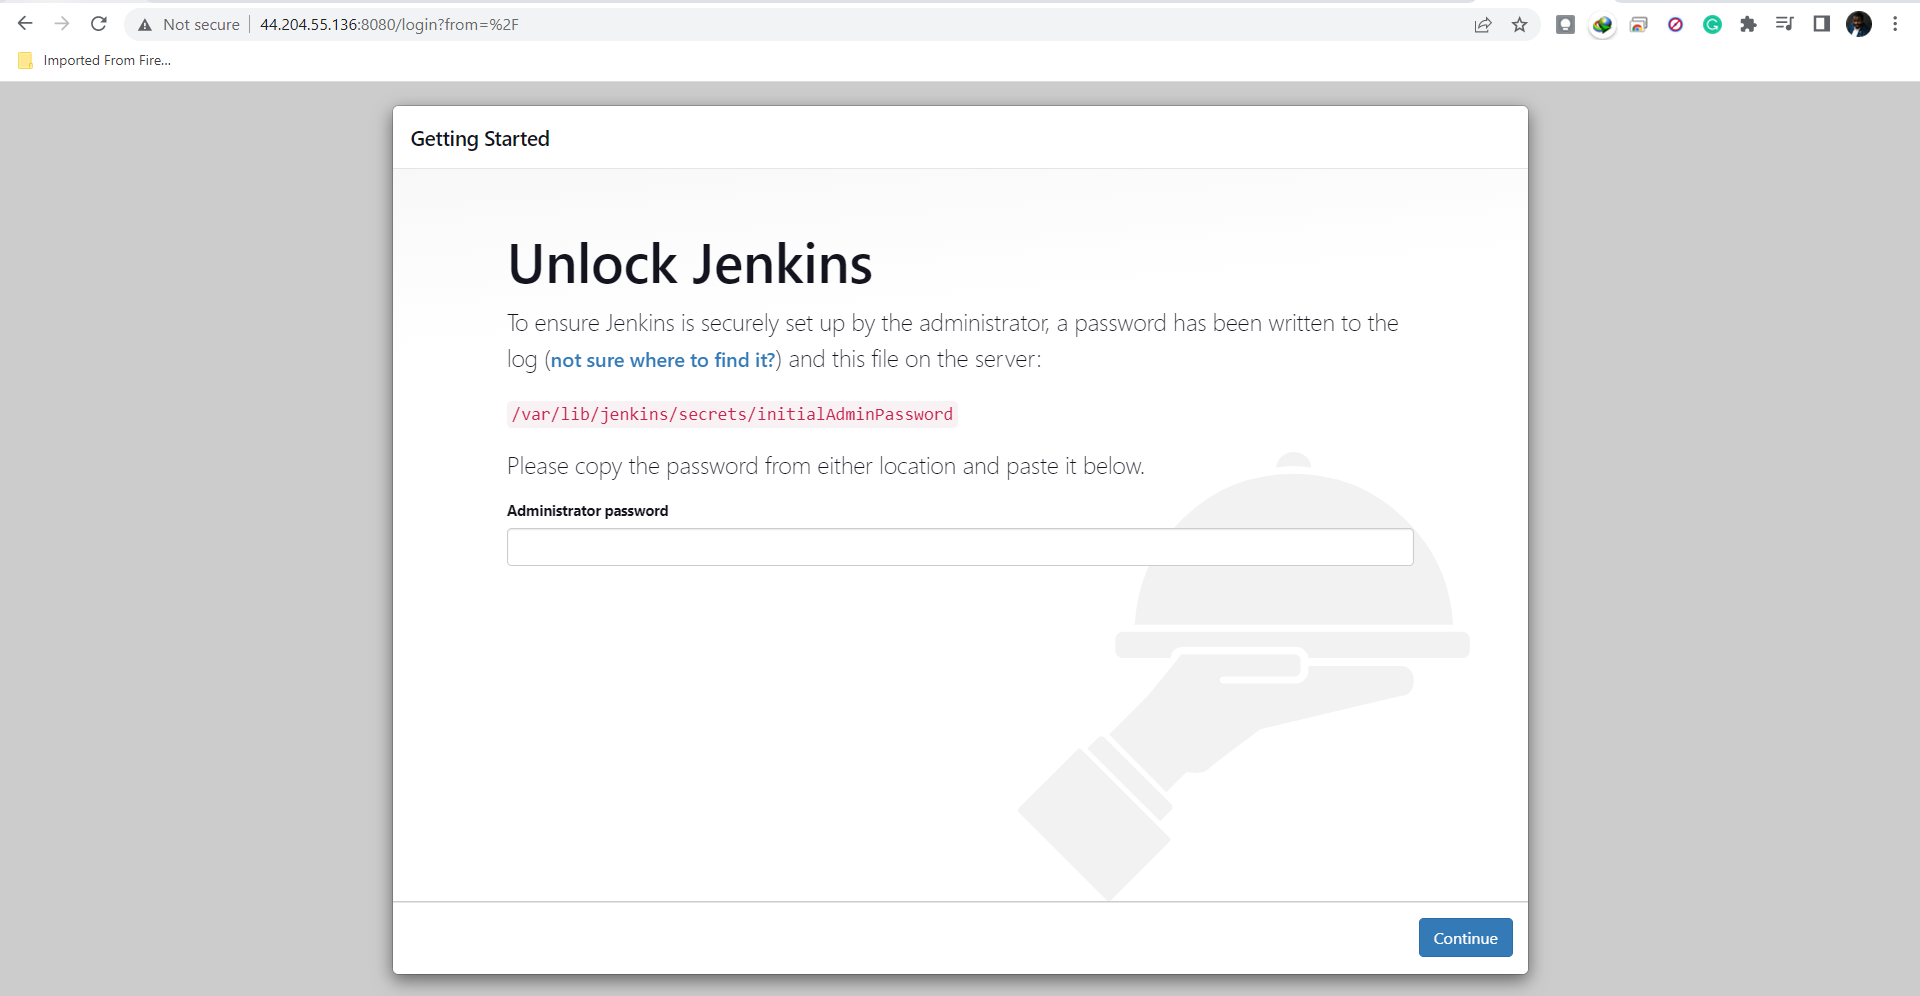 Not secure 44.204.55.136:8080/login?from=%2F
Imported From Fire...
Getting Started
Unlock Jenkins
To ensure Jenkins is securely set up by the administrator, a password has been written to the
log (not sure where to find it?) and this file on the server:
/var/lib/jenkins/secrets/initialAdminPassword
Please copy the password from either location and paste it below.
Administrator password
Continue